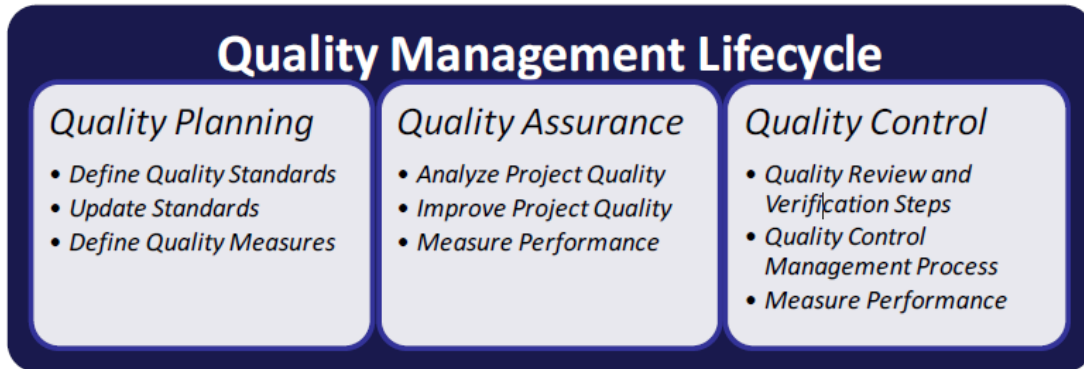 Quality Management Lifecycle
Quality Planning
• Define Quality Standards
• Update Standards
• Define Quality Measures
Quality Assurance
• Analyze Project Quality
• Improve Project Quality
• Measure Performance
Quality Control
• Quality Review and
Verification Steps
• Quality Control
Management Process
• Measure Performance